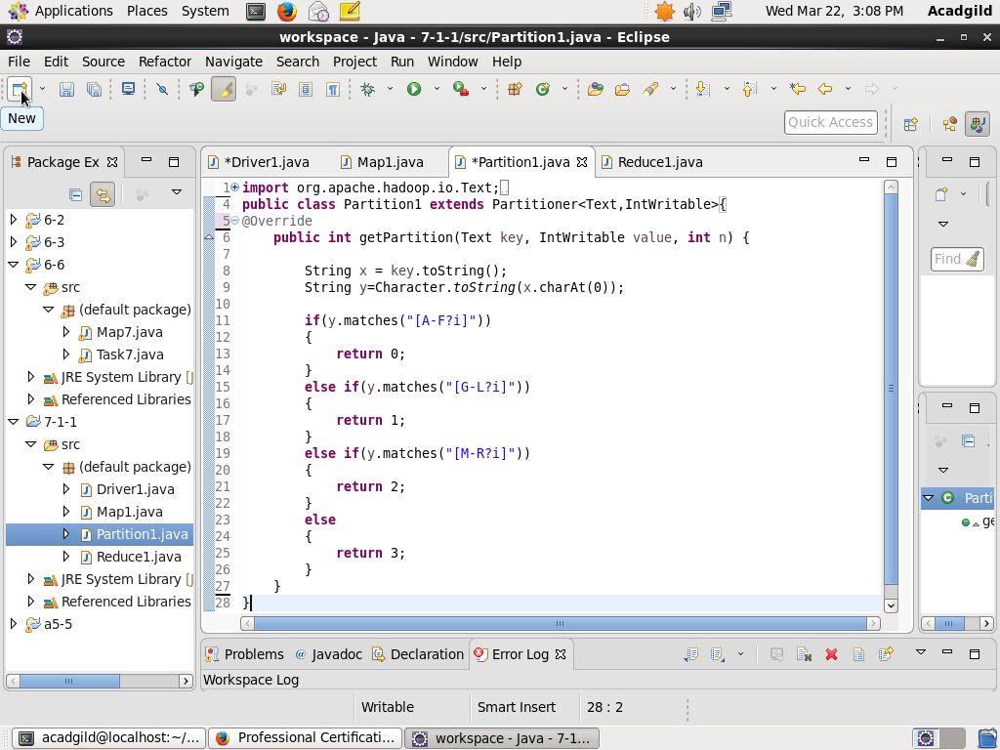 Applications Places System Wed Mar 22, 3:08 PM Acadgild
workspace - Java - 7-1-1/src/Partition1.java - Eclipse
File Edit Source Refactor Navigate Search Project Run Window Help
New
Quick Access
Package Ex
*Driver1.java Map1.java *Partition1.java Reduce1.java
6-2
6-3
6-6
src
(default package)
Map7.java
Task7.java
JRE System Library [J
Referenced Libraries
7-1-1
src
(default package)
Driver1.java
Map1.java
Partition1.java
Reduce1.java
JRE System Library [J
Referenced Libraries
a5-5
1 import org.apache.hadoop.io.Text;
4 public class Partition1 extends Partitioner<Text,IntWritable>{
5 @Override
6 public int getPartition(Text key, IntWritable value, int n) {
7
8 String x = key.toString();
9 String y=Character.toString(x.charAt(0));
10
11 if(y.matches("[A-F?i]"))
12 {
13 return 0;
14 }
15 else if(y.matches("[G-L?i]"))
16 {
17 return 1;
18 }
19 else if(y.matches("[M-R?i]"))
20 {
21 return 2;
22 }
23 else
24 {
25 return 3;
26 }
27 }
28 }
Find
Parti
ge
Problems @ Javadoc Declaration Error Log
Workspace Log
Writable Smart Insert 28 : 2
acadgild@localhost:~/... Professional Certificati... workspace - Java - 7-1...